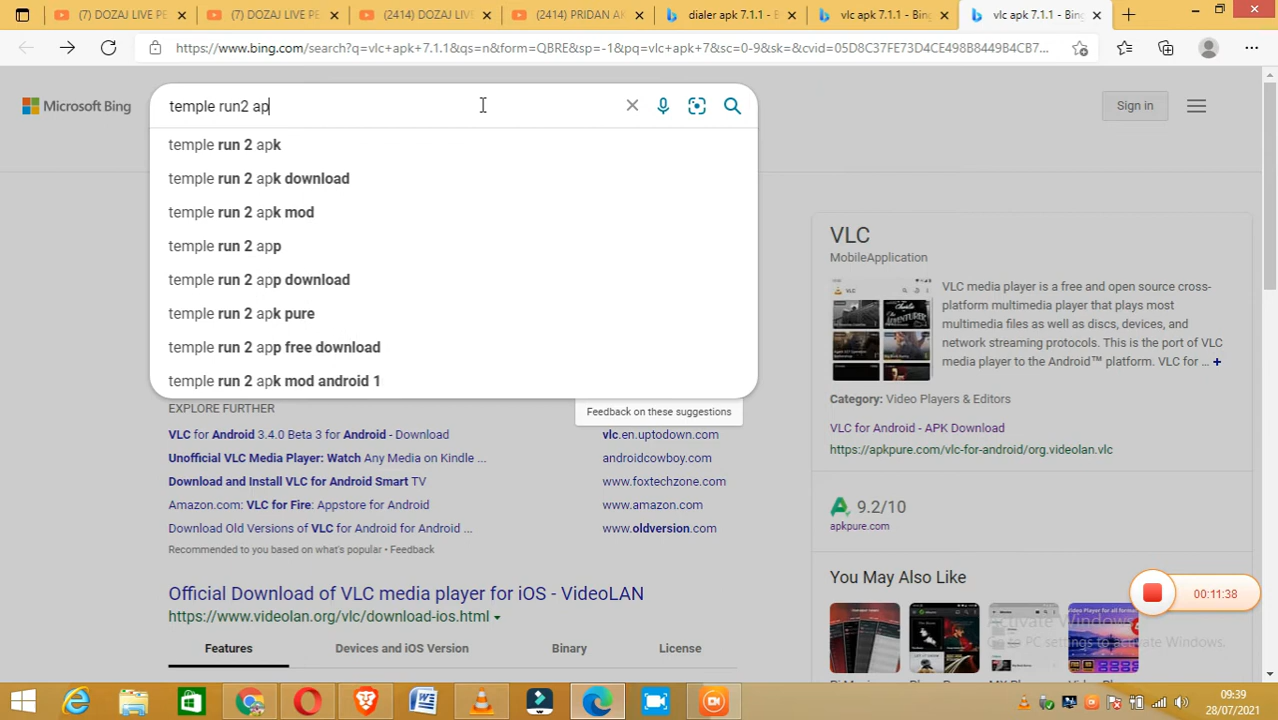 (7) DOZAJ LIVE PE
(7) DOZAJ LIVE PE
(2414) DOZAJ LIV
(2414) PRIDAN AK
dialer apk 7.1.1 - B
vlc apk 7.1.1 - Bing
vlc apk 7.1.1 - Bing
https://www.bing.com/search?q=vlc+apk+7.1.1&qs=n&form=QBRE&sp=-1&pq=vlc+apk+7&sc=0-9&sk=&cvid=05D8C37FE73D4CE498B8449B4CB7...
Microsoft Bing
temple run2 ap
Sign in
temple run 2 apk
temple run 2 apk download
temple run 2 apk mod
temple run 2 app
temple run 2 app download
temple run 2 apk pure
temple run 2 app free download
temple run 2 apk mod android 1
Feedback on these suggestions
EXPLORE FURTHER
VLC for Android 3.4.0 Beta 3 for Android - Download vlc.en.uptodown.com
Unofficial VLC Media Player: Watch Any Media on Kindle ... androidcowboy.com
Download and Install VLC for Android Smart TV www.foxtechzone.com
Amazon.com: VLC for Fire: Appstore for Android www.amazon.com
Download Old Versions of VLC for Android for Android ... www.oldversion.com
Recommended to you based on what's popular • Feedback
Official Download of VLC media player for iOS - VideoLAN
https://www.videolan.org/vlc/download-ios.html
Features Devices and iOS Version Binary License
VLC
MobileApplication
VLC media player is a free and open source cross-
platform multimedia player that plays most
multimedia files as well as discs, devices, and
network streaming protocols. This is the port of VLC
media player to the Android™ platform. VLC for ... +
Category: Video Players & Editors
VLC for Android - APK Download
https://apkpure.com/vlc-for-android/org.videolan.vlc
9.2/10
apkpure.com
You May Also Like
00:11:38
Activate Windows
Go to PC settings to activate Windows.
09:39
28/07/2021